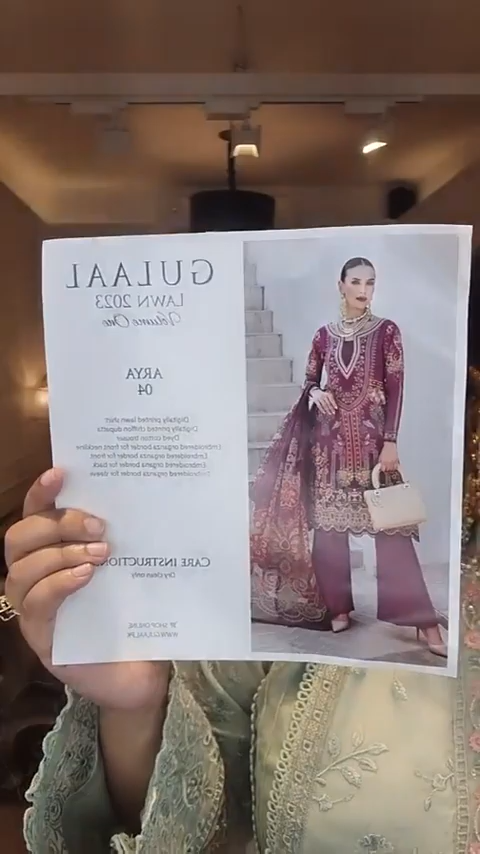 GULAAL
LAWN 2023
Volume One
ARYA
04
Digitally printed lawn shirt
Digitally printed chiffon dupatta
Dyed cotton trouser
Embroidered organza border for front neckline
Embroidered organza border for front
Embroidered organza border for back
Embroidered organza border for sleeve
CARE INSTRUCTIONS
Dry clean only
SHOP ONLINE
WWW.GULAAL.PK